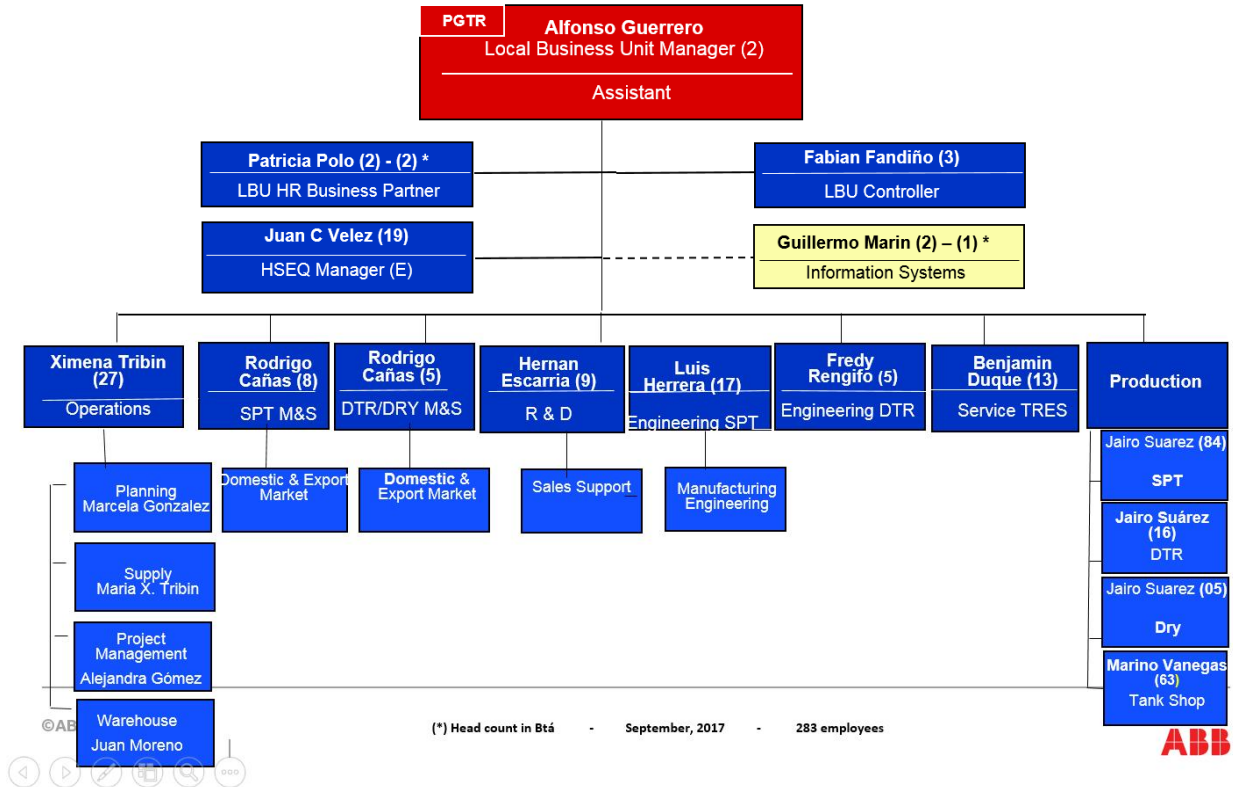 PGTR
Alfonso Guerrero
Local Business Unit Manager (2)
Assistant
Patricia Polo (2) - (2) *
LBU HR Business Partner
Fabian Fandiño (3)
LBU Controller
Juan C Velez (19)
HSEQ Manager (E)
Guillermo Marin (2) – (1) *
Information Systems
Ximena Tribin
(27)
Operations
Rodrigo
Cañas (8)
SPT M&S
Rodrigo
Cañas (5)
DTR/DRY M&S
Hernan
Escarria (9)
R & D
Luis
Herrera (17)
Engineering SPT
Fredy
Rengifo (5)
Engineering DTR
Benjamin
Duque (13)
Service TRES
Production
Planning
Marcela Gonzalez
Domestic & Export
Market
Domestic &
Export Market
Sales Support
Manufacturing
Engineering
Jairo Suarez (84)
SPT
Jairo Suárez
(16)
DTR
Supply
Maria X. Tribin
Jairo Suarez (05)
Dry
Project
Management
Alejandra Gómez
Marino Vanegas
(63)
Tank Shop
Warehouse
Juan Moreno
©AB
(*) Head count in Btá - September, 2017 - 283 employees
ABB